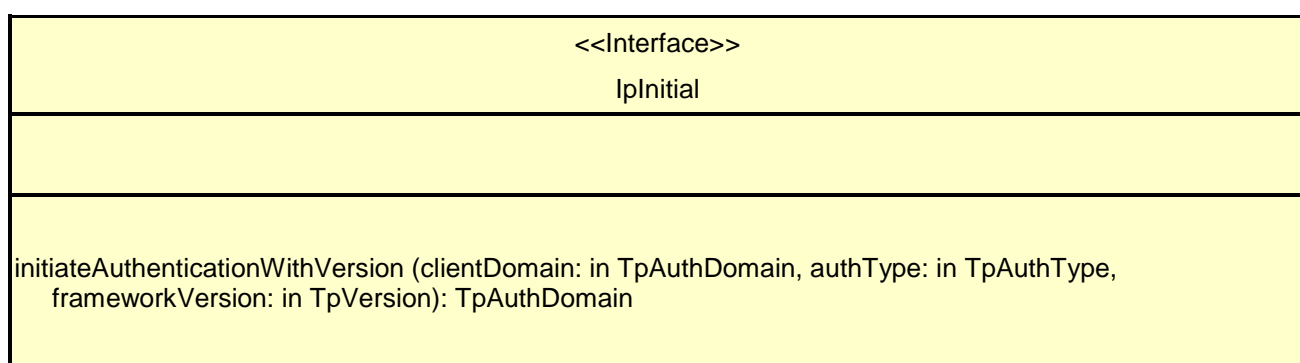 <<Interface>>
IpInitial
initiateAuthenticationWithVersion (clientDomain: in TpAuthDomain, authType: in TpAuthType,
frameworkVersion: in TpVersion): TpAuthDomain